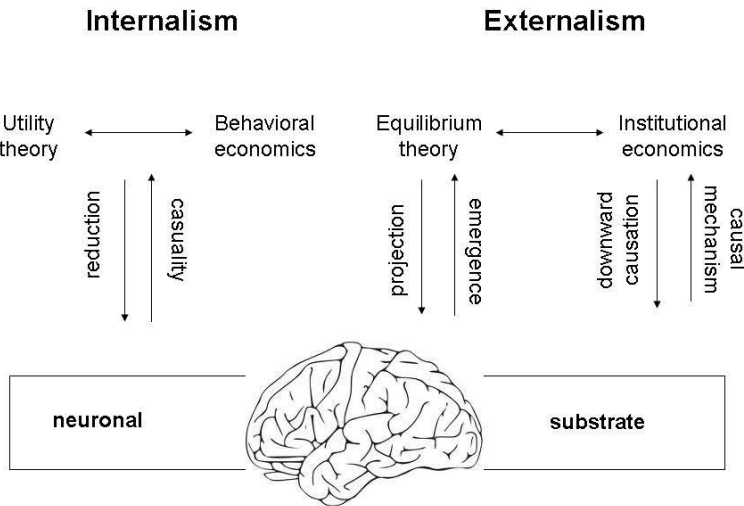 Internalism
Externalism
Utility
theory
Behavioral
economics
Equilibrium
theory
Institutional
economics
reduction
casuality
projection
emergence
downward
causation
causal
mechanism
neuronal
substrate